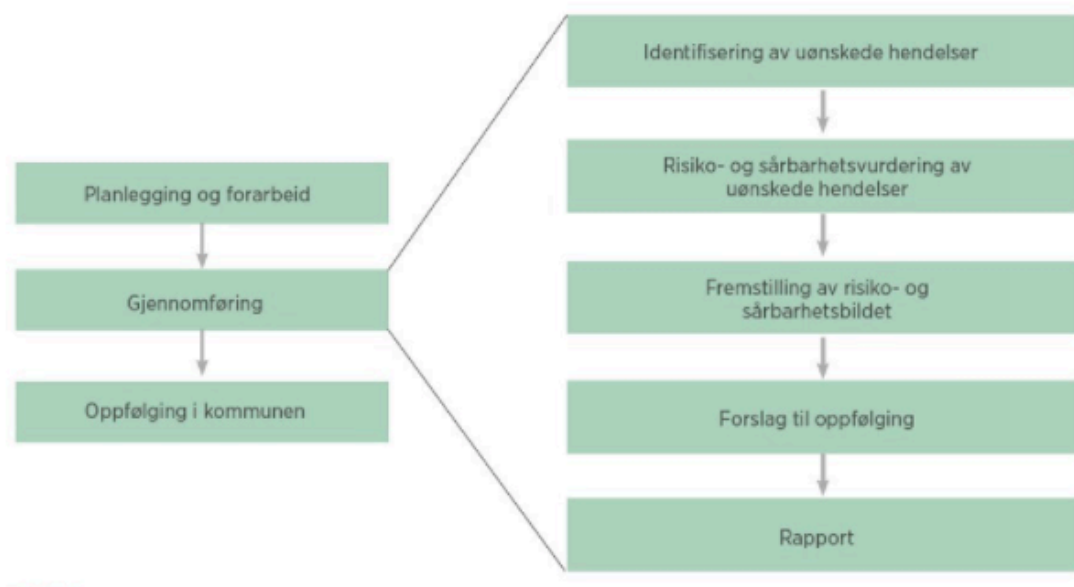 Planlegging og forarbeid
Gjennomføring
Oppfølging i kommunen
Identifisering av uønskede hendelser
Risiko- og sårbarhetsvurdering av
uønskede hendelser
Fremstilling av risiko- og
sårbarhetsbildet
Forslag til oppfølging
Rapport